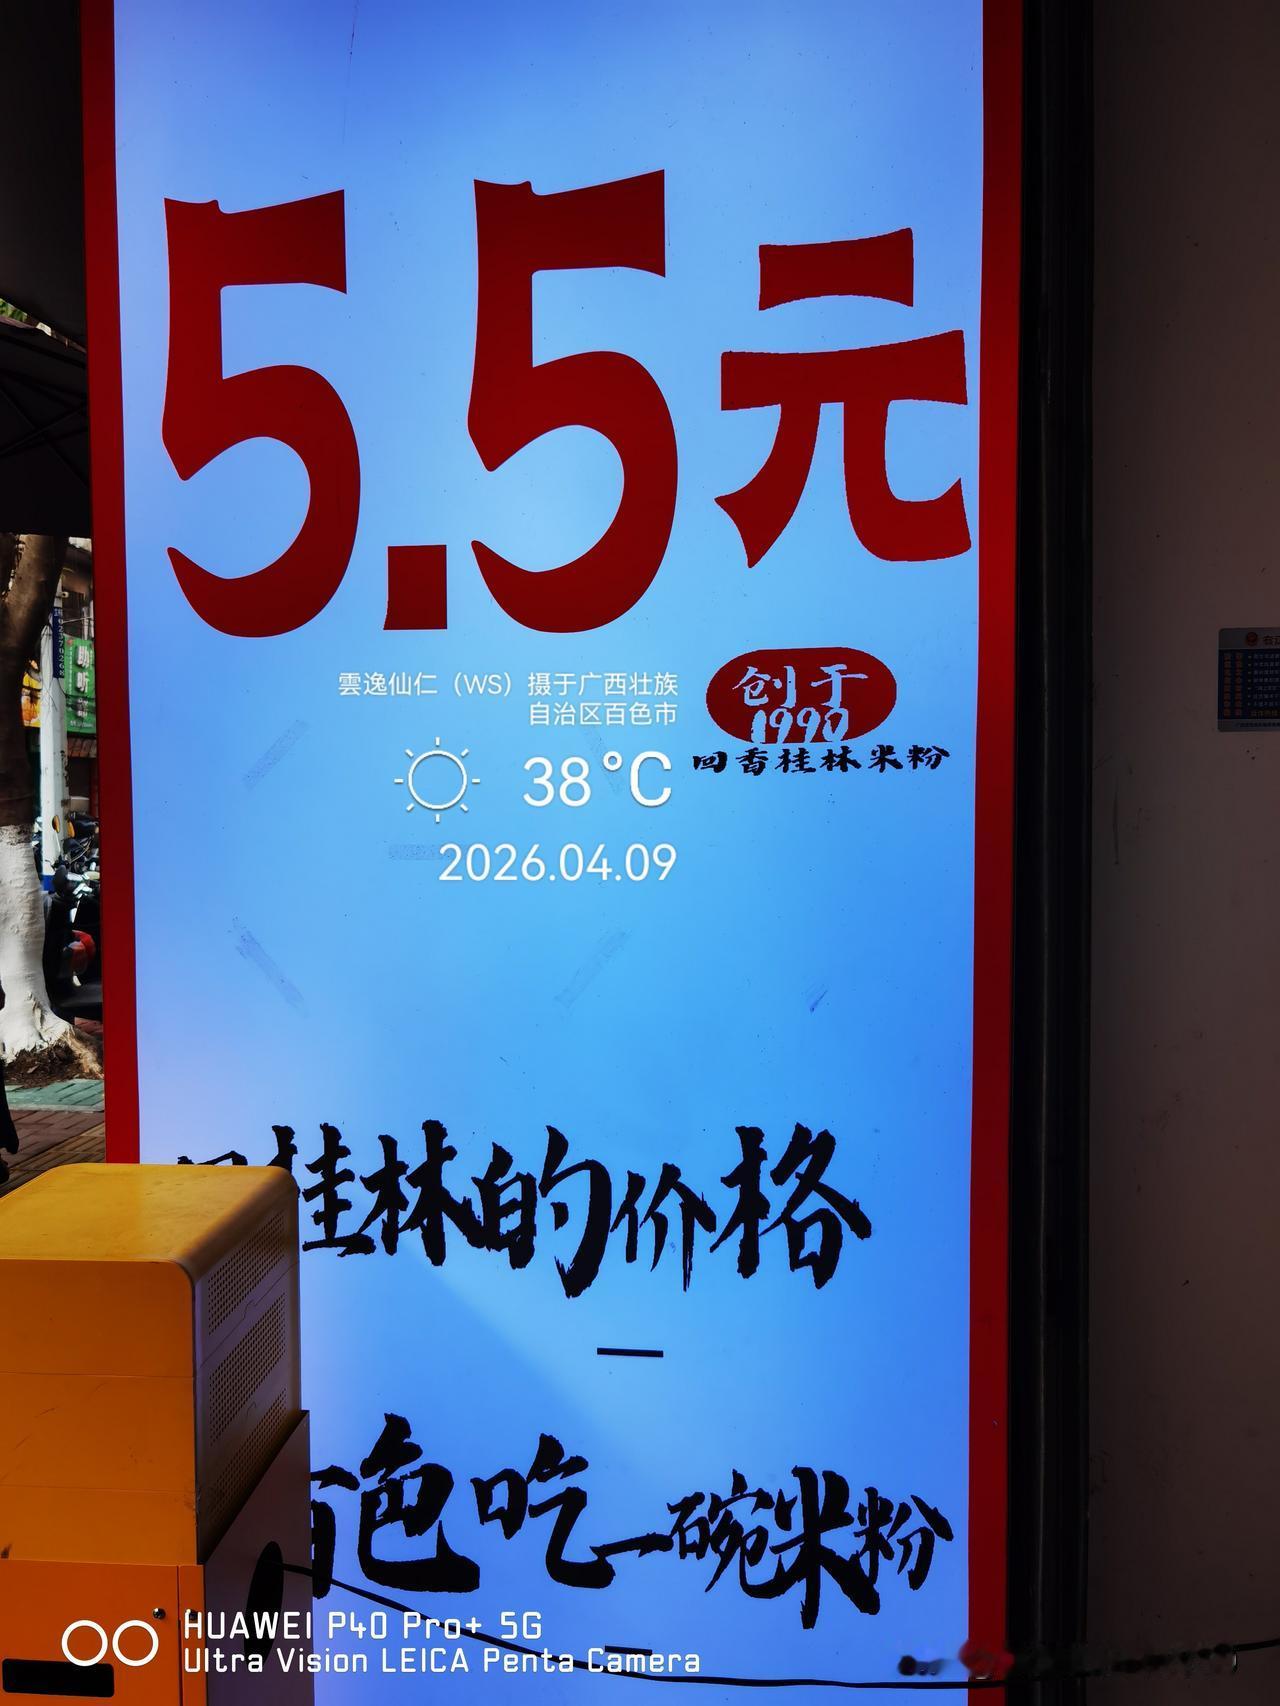 5.5元
雲逸仙仁（WS）摄于广西壮族
自治区百色市
38°C
2026.04.09
创于
1990
回香桂林米粉
桂林的价格
色吃一碗米粉
助听
HUAWEI P40 Pro+ 5G
Ultra Vision LEICA Penta Camera